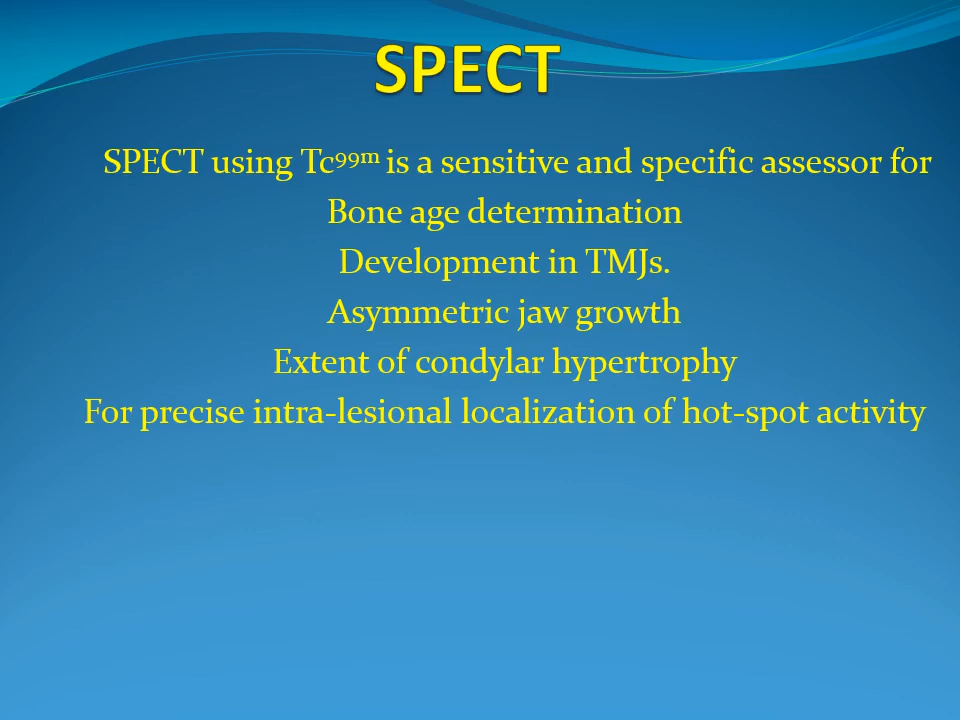 SPECT
SPECT using Tc⁹⁹ᵐ is a sensitive and specific assessor for
Bone age determination
Development in TMJs.
Asymmetric jaw growth
Extent of condylar hypertrophy
For precise intra-lesional localization of hot-spot activity